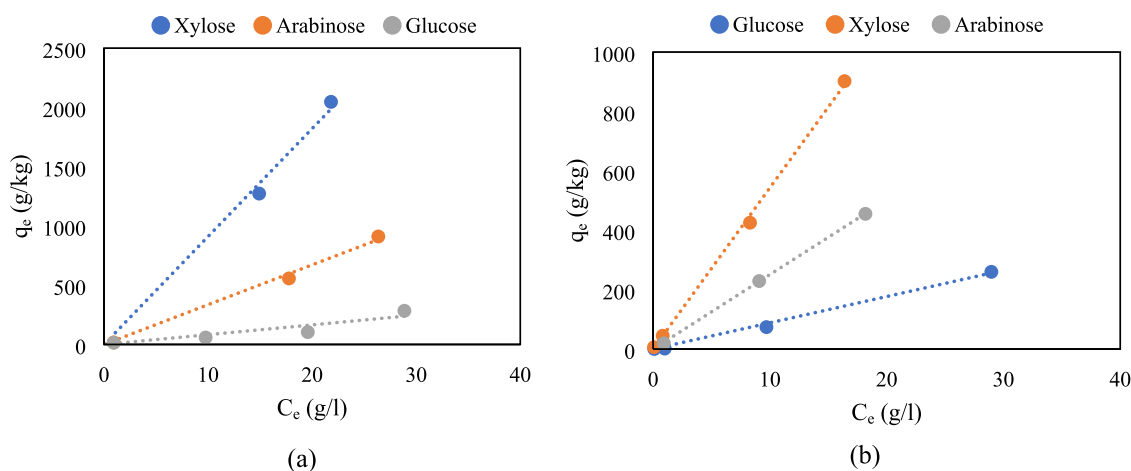 Xylose Arabinose Glucose
2500
2000
1500
1000
500
0
qe (g/kg)
0 10 20 30 40
Ce (g/l)
(a)
Glucose Xylose Arabinose
1000
800
600
400
200
0
qe (g/kg)
0 10 20 30 40
Ce (g/l)
(b)